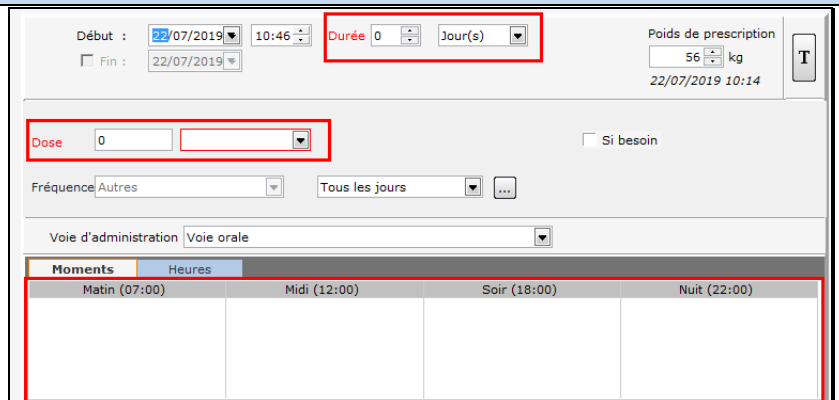 Début : 22/07/2019 10:46 Durée 0 Jour(s) Poids de prescription
Fin : 22/07/2019 56 kg T
22/07/2019 10:14
Dose 0 Si besoin
Fréquence Autres Tous les jours ...
Voie d'administration Voie orale
Moments Heures
Matin (07:00) Midi (12:00) Soir (18:00) Nuit (22:00)